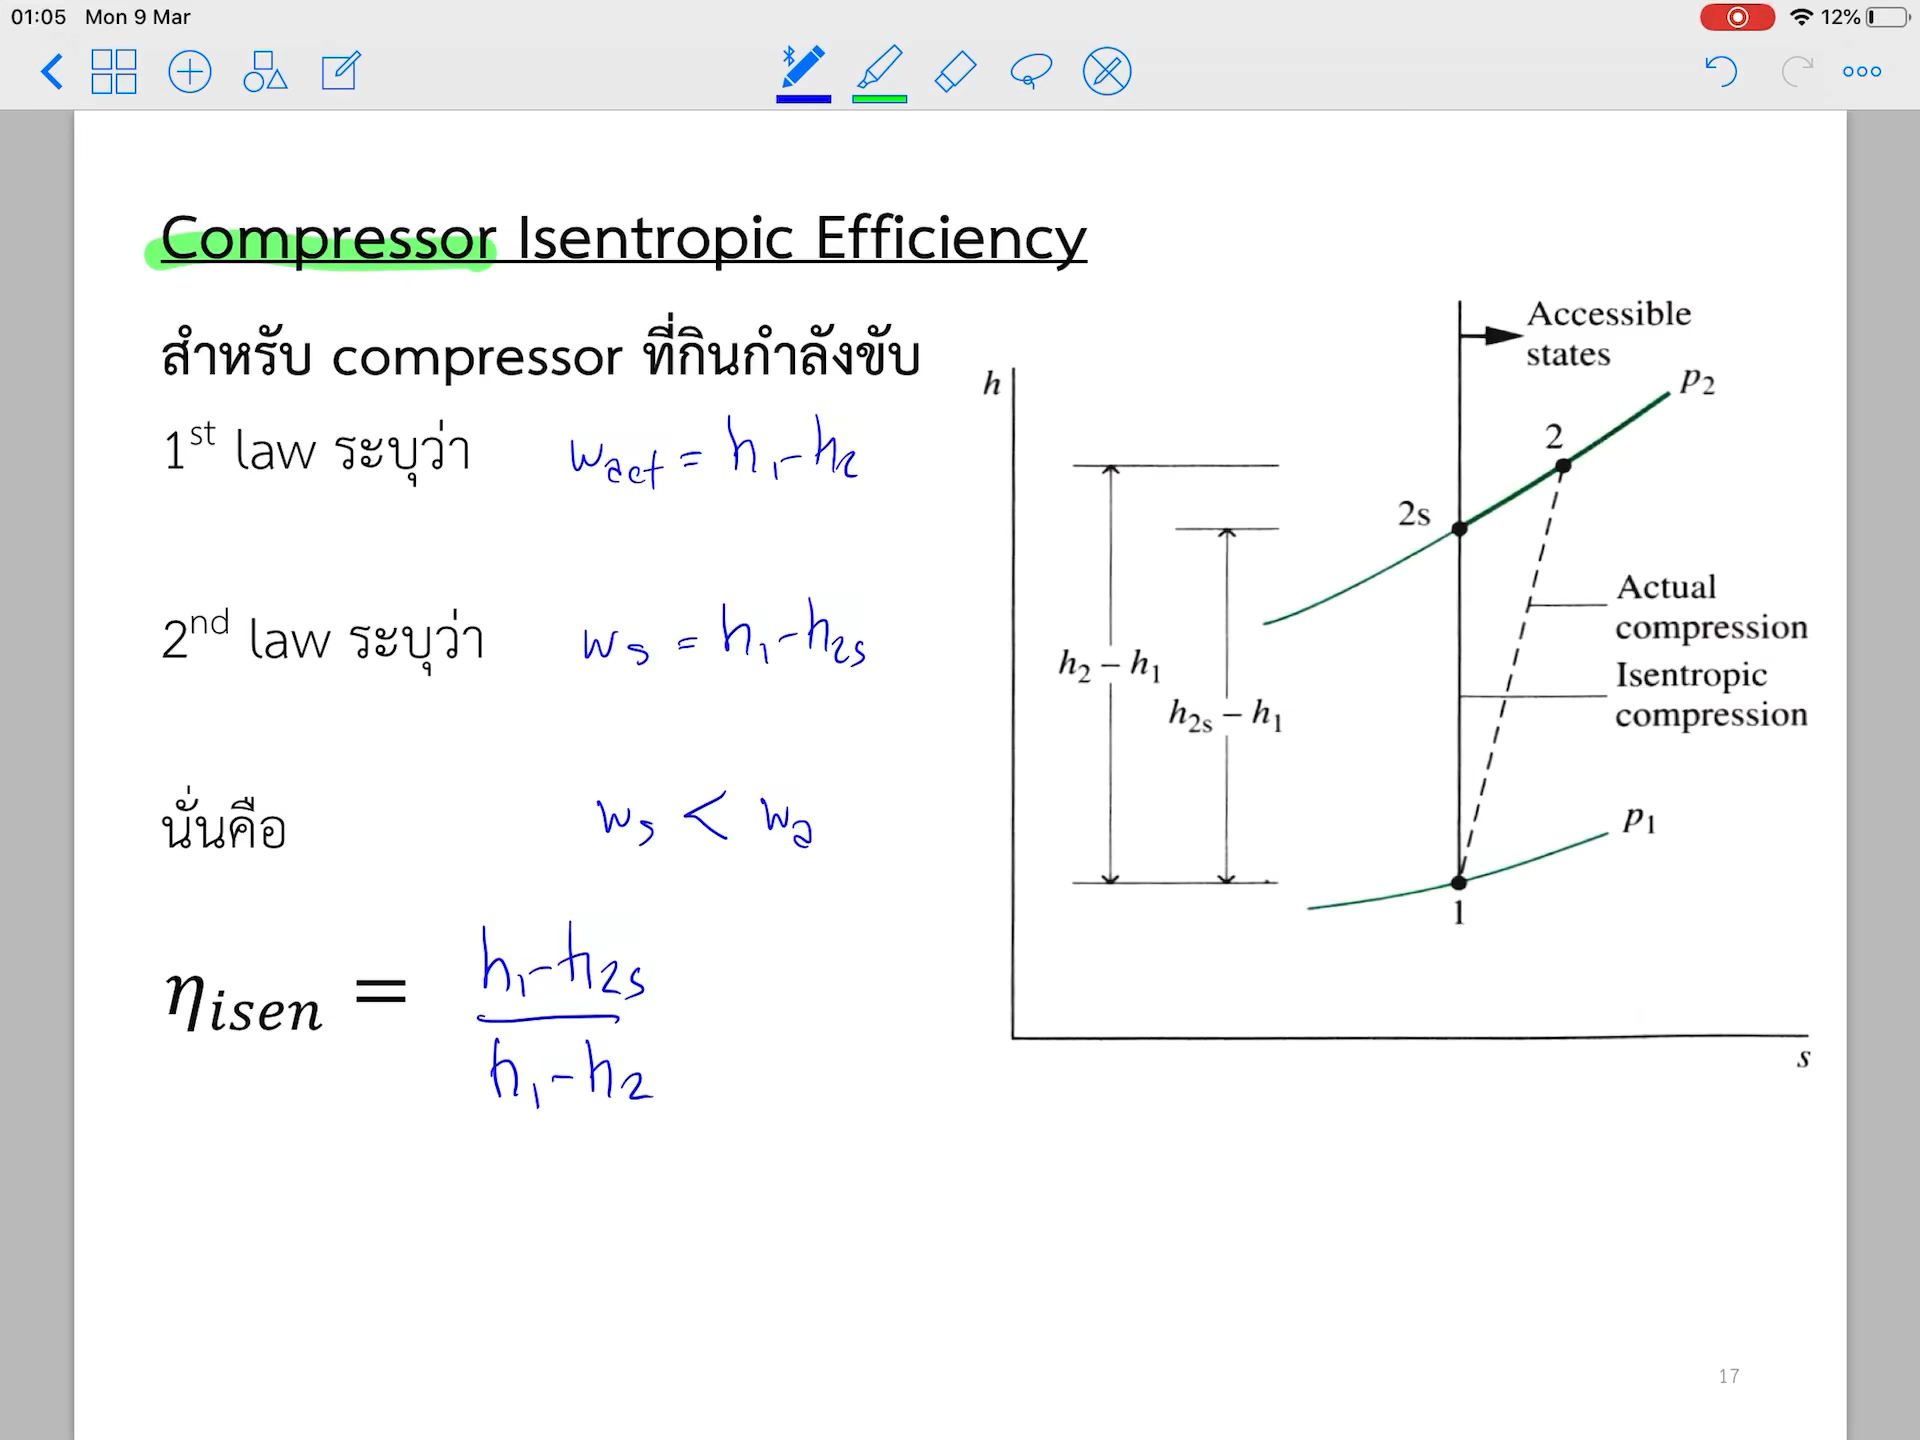 01:05 Mon 9 Mar
12%
Compressor Isentropic Efficiency
สำหรับ compressor ที่กินกำลังขับ
1st law ระบุว่า wact = h1-h2
2nd law ระบุว่า ws = h1-h2s
นั่นคือ ws < wa
ηisen = h1-h2s
h1-h2
Accessible
states
h
p2
2
2s
Actual
compression
h2 – h1
Isentropic
compression
h2s – h1
p1
1
s
17